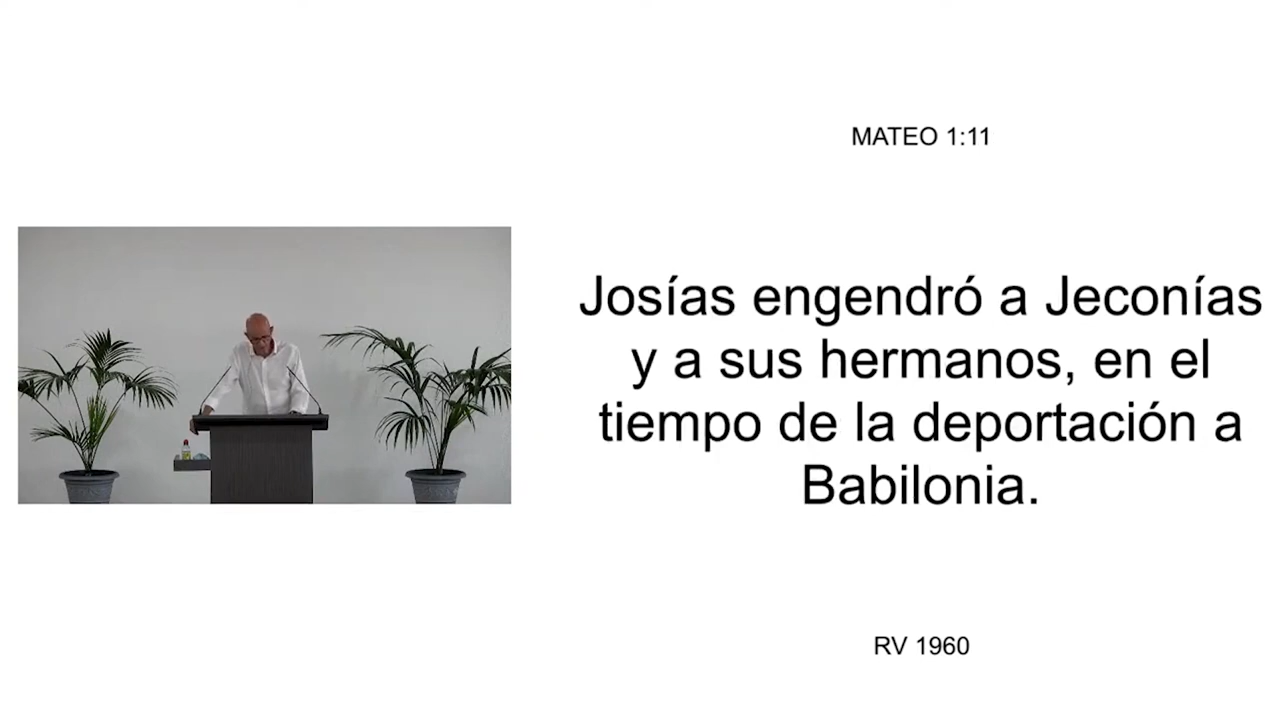 MATEO 1:11
Josías engendró a Jeconías
y a sus hermanos, en el
tiempo de la deportación a
Babilonia.
RV 1960